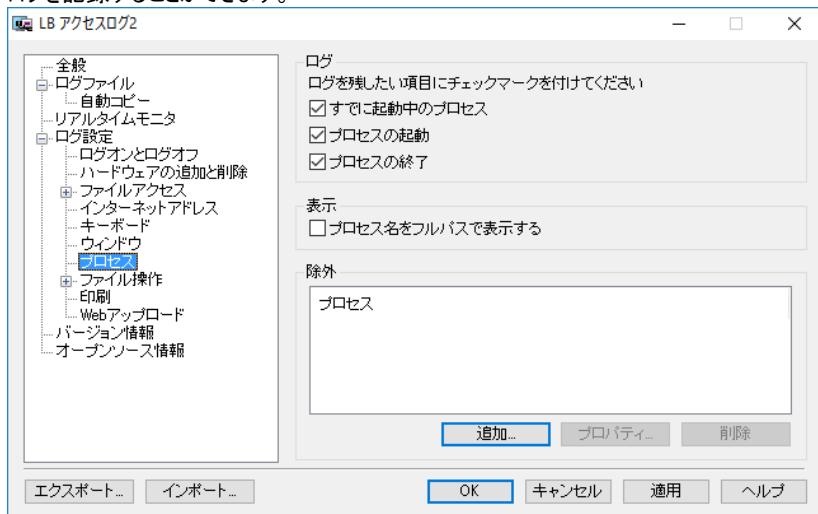 LB アクセスログ2
全般
ログファイル
自動コピー
リアルタイムモニタ
ログ設定
ログオンとログオフ
ハードウェアの追加と削除
ファイルアクセス
インターネットアドレス
キーボード
ウィンドウ
プロセス
ファイル操作
印刷
Webアップロード
バージョン情報
オープンソース情報
ログ
ログを残したい項目にチェックマークを付けてください
すでに起動中のプロセス
プロセスの起動
プロセスの終了
表示
プロセス名をフルパスで表示する
除外
プロセス
追加...
プロパティ...
削除
エクスポート...
インポート...
OK
キャンセル
適用
ヘルプ